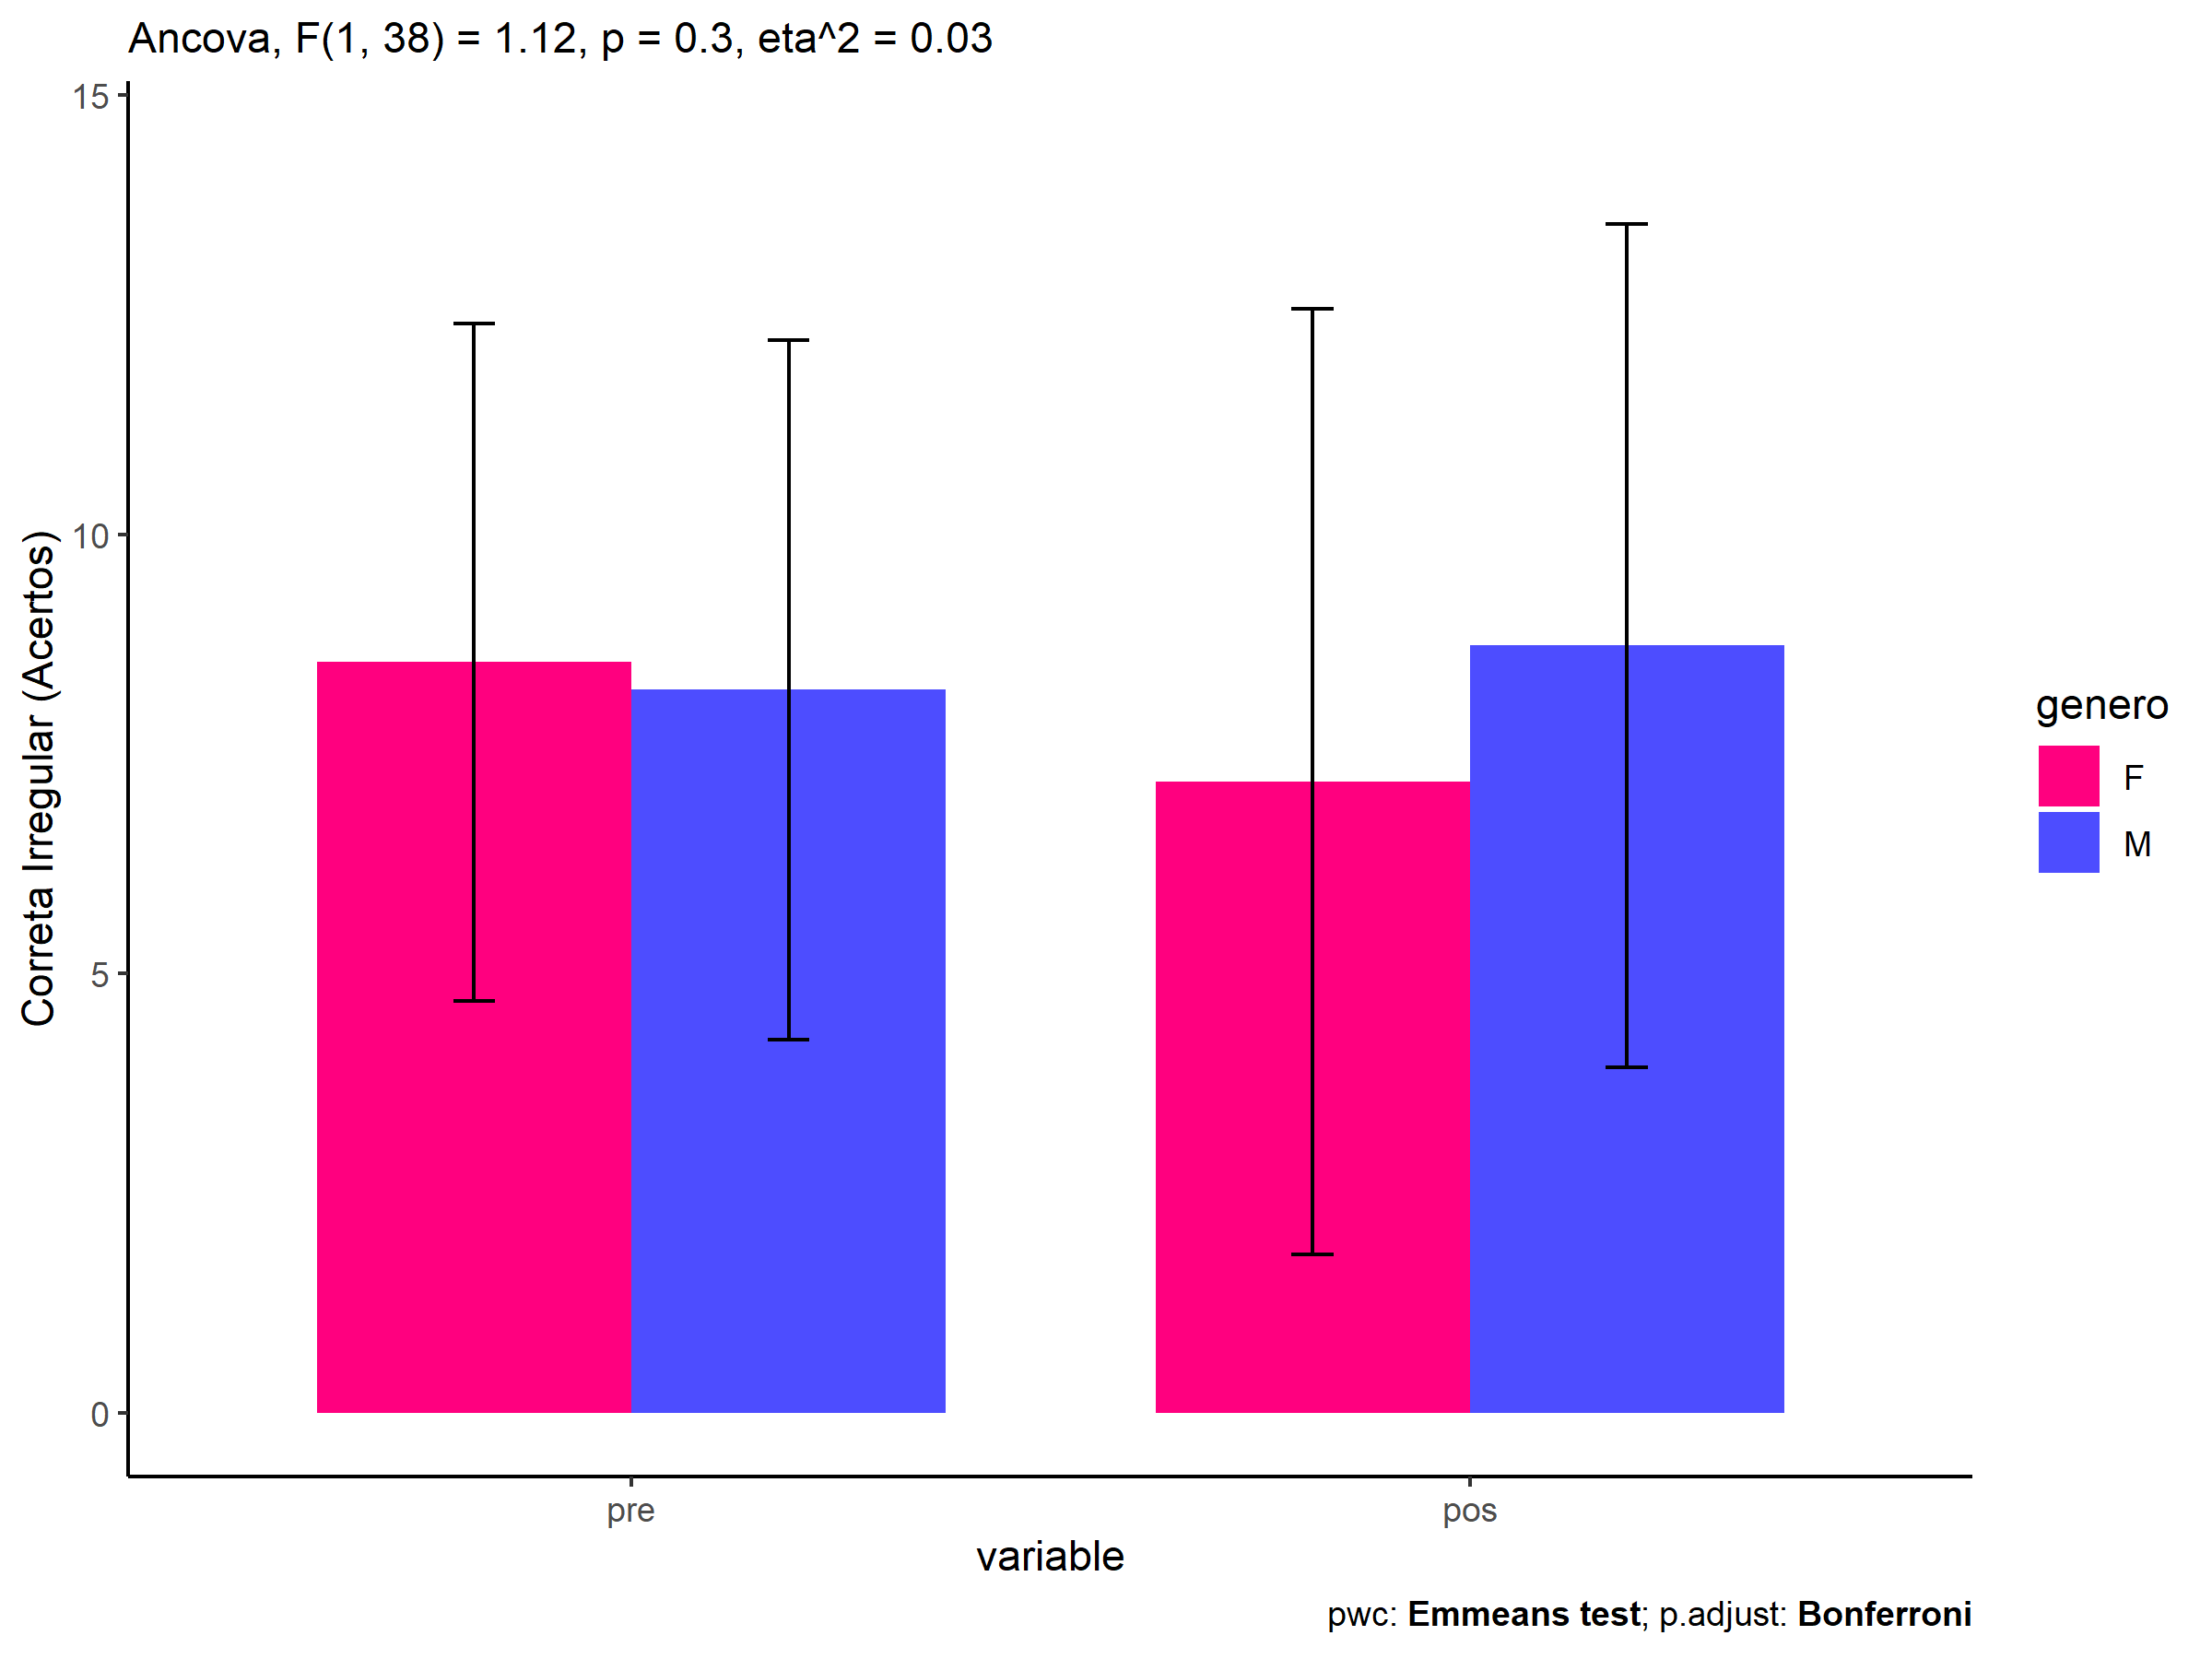 Ancova, F(1, 38) = 1.12, p = 0.3, eta^2 = 0.03
Correta Irregular (Acertos)
15
10
5
0
pre
pos
variable
genero
F
M
pwc: Emmeans test; p.adjust: Bonferroni